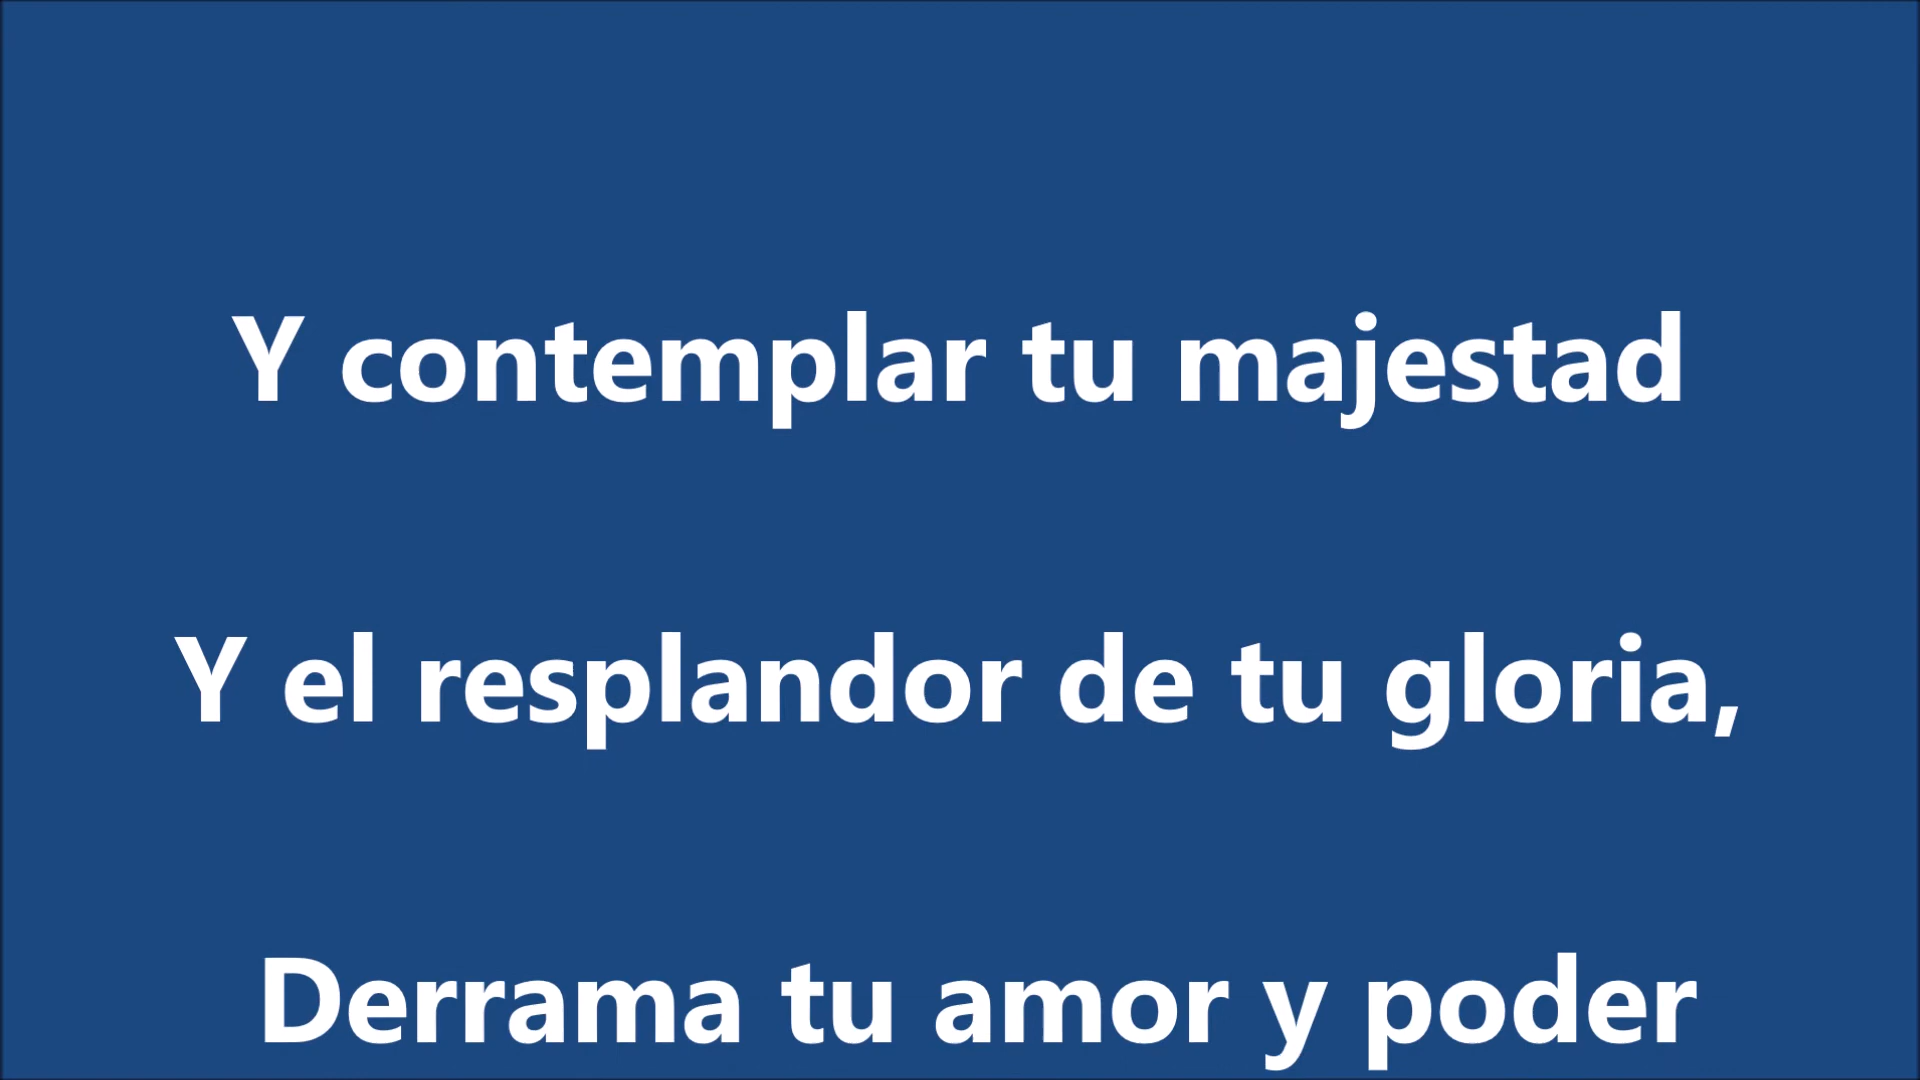 Y contemplar tu majestad
Y el resplandor de tu gloria,
Derrama tu amor y poder